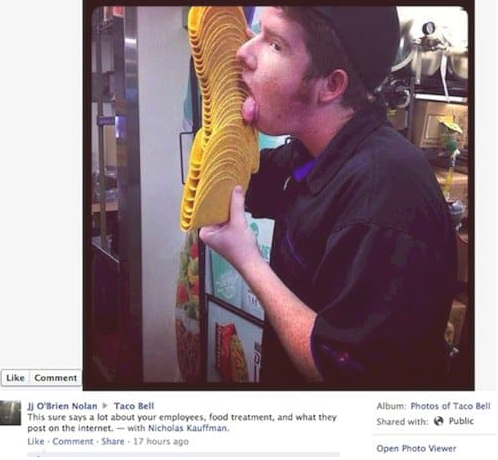 Like Comment
Jj O'Brien Nolan ▸ Taco Bell
This sure says a lot about your employees, food treatment, and what they
post on the internet. — with Nicholas Kauffman.
Like · Comment · Share · 17 hours ago
Album: Photos of Taco Bell
Shared with: Public
Open Photo Viewer